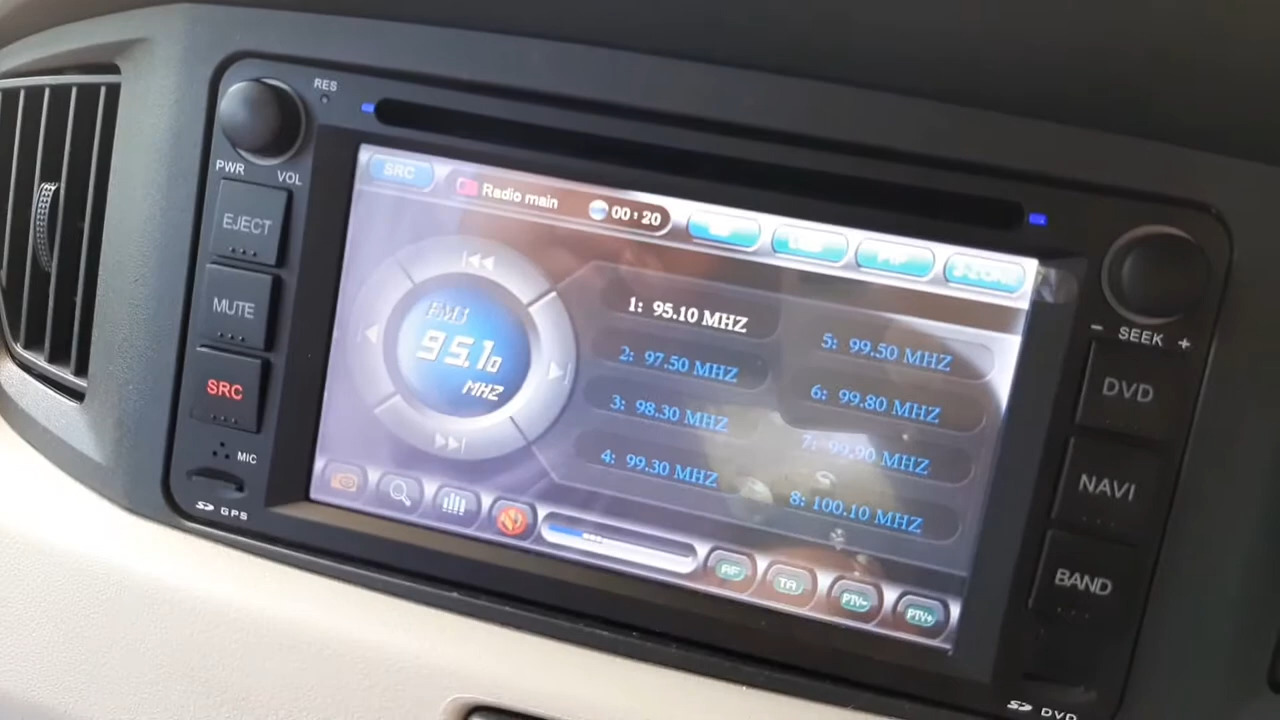 RES
PWR
VOL
EJECT
MUTE
SRC
MIC
GPS
SRC
Radio main
00:20
FM3
95.10
MHZ
1: 95.10 MHZ
2: 97.50 MHZ
3: 98.30 MHZ
4: 99.30 MHZ
5: 99.50 MHZ
6: 99.80 MHZ
7: 99.90 MHZ
8: 100.10 MHZ
AF
TA
PTY-
PTY+
- SEEK +
DVD
NAVI
BAND
DVD